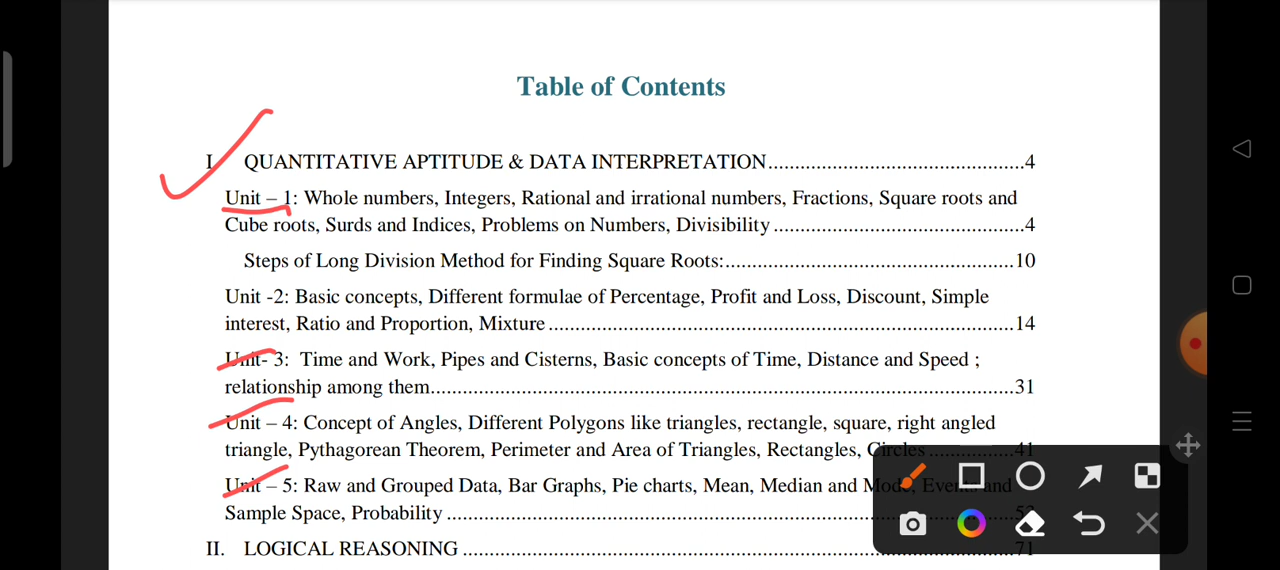 Table of Contents
I. QUANTITATIVE APTITUDE & DATA INTERPRETATION....4
Unit – 1: Whole numbers, Integers, Rational and irrational numbers, Fractions, Square roots and
Cube roots, Surds and Indices, Problems on Numbers, Divisibility....4
Steps of Long Division Method for Finding Square Roots:....10
Unit -2: Basic concepts, Different formulae of Percentage, Profit and Loss, Discount, Simple
interest, Ratio and Proportion, Mixture....14
Unit- 3: Time and Work, Pipes and Cisterns, Basic concepts of Time, Distance and Speed ;
relationship among them....31
Unit – 4: Concept of Angles, Different Polygons like triangles, rectangle, square, right angled
triangle, Pythagorean Theorem, Perimeter and Area of Triangles, Rectangles, Circles....41
Unit – 5: Raw and Grouped Data, Bar Graphs, Pie charts, Mean, Median and Mode, Events and
Sample Space, Probability....
II. LOGICAL REASONING....71